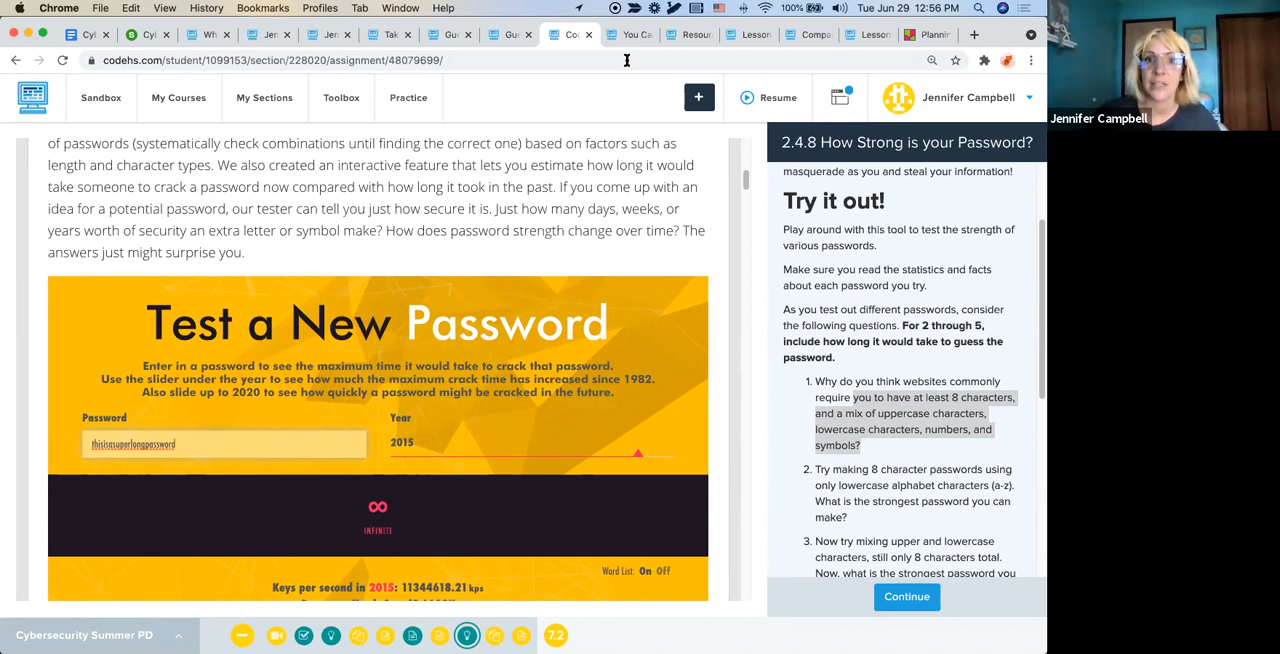 Chrome File Edit View History Bookmarks Profiles Tab Window Help 100% Tue Jun 29 12:56 PM
Cyl Cyl Wh Jen Jen Tak Gue Gue Co You Ca Resour Lesson Compa Lesson Plannin
codehs.com/student/1099153/section/228020/assignment/48079699/
Sandbox My Courses My Sections Toolbox Practice + Resume Jennifer Campbell
Jennifer Campbell
of passwords (systematically check combinations until finding the correct one) based on factors such as
length and character types. We also created an interactive feature that lets you estimate how long it would
take someone to crack a password now compared with how long it took in the past. If you come up with an
idea for a potential password, our tester can tell you just how secure it is. Just how many days, weeks, or
years worth of security an extra letter or symbol make? How does password strength change over time? The
answers just might surprise you.
Test a New Password
Enter in a password to see the maximum time it would take to crack that password.
Use the slider under the year to see how much the maximum crack time has increased since 1982.
Also slide up to 2020 to see how quickly a password might be cracked in the future.
Password Year
thisisasuperlongpassword 2015
∞
INFINITE
Word List: On Off
Keys per second in 2015: 11344618.21 kps
2.4.8 How Strong is your Password?
masquerade as you and steal your information!
Try it out!
Play around with this tool to test the strength of
various passwords.
Make sure you read the statistics and facts
about each password you try.
As you test out different passwords, consider
the following questions. For 2 through 5,
include how long it would take to guess the
password.
1. Why do you think websites commonly
require you to have at least 8 characters,
and a mix of uppercase characters,
lowercase characters, numbers, and
symbols?
2. Try making 8 character passwords using
only lowercase alphabet characters (a-z).
What is the strongest password you can
make?
3. Now try mixing upper and lowercase
characters, still only 8 characters total.
Now, what is the strongest password you
Continue
Cybersecurity Summer PD 7.2